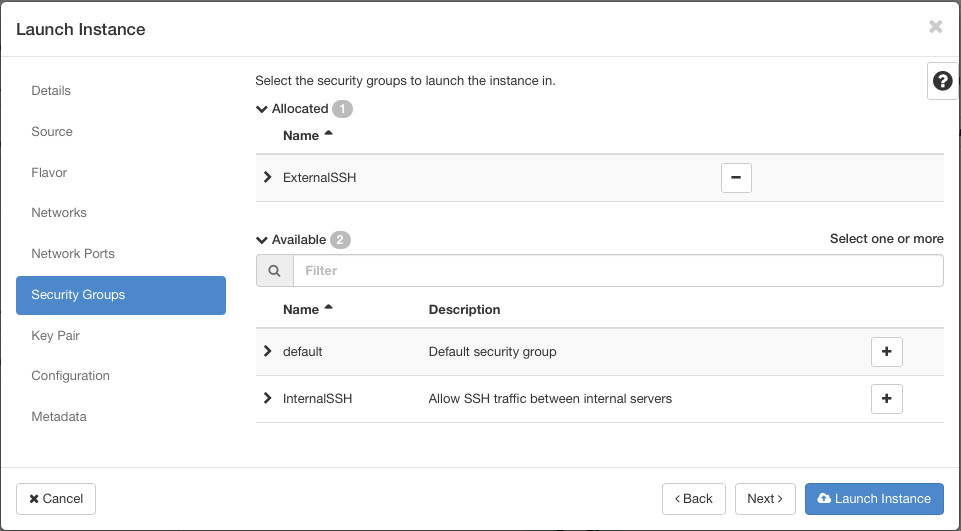 Launch Instance
Details
Source
Flavor
Networks
Network Ports
Security Groups
Key Pair
Configuration
Metadata
Select the security groups to launch the instance in.
Allocated 1
Name
ExternalSSH
Available 2
Select one or more
Filter
Name Description
default Default security group
InternalSSH Allow SSH traffic between internal servers
Cancel
< Back
Next >
Launch Instance